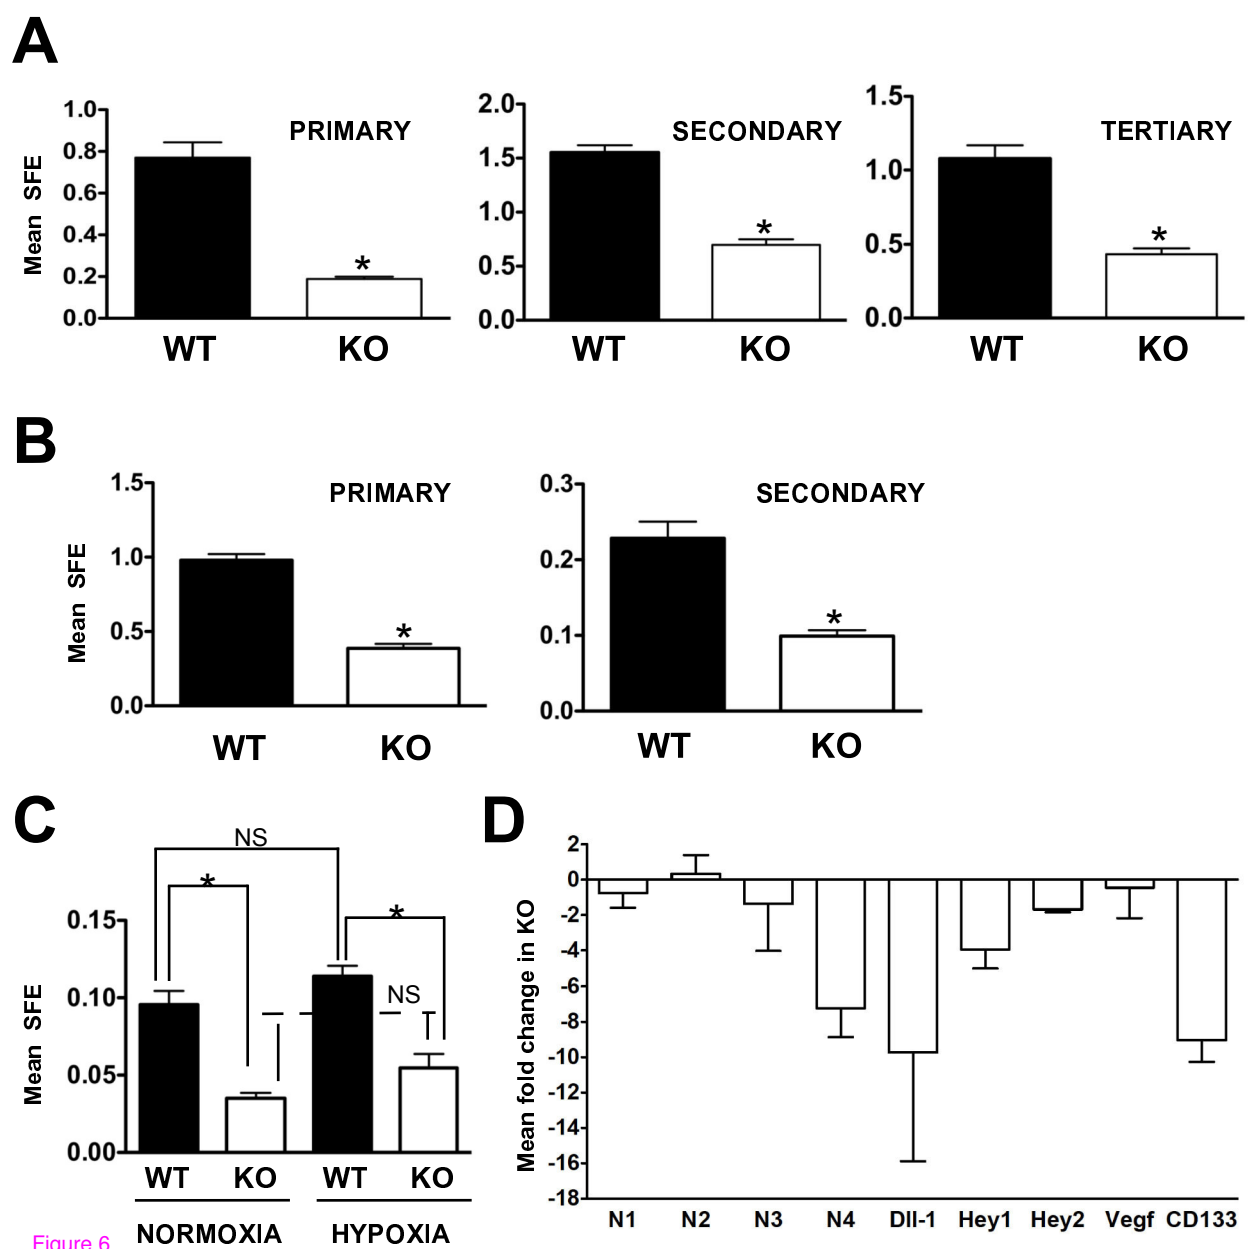 A
PRIMARY
SECONDARY
TERTIARY
Mean SFE
1.0
0.8
0.6
0.4
0.2
0.0
*
WT KO
2.0
1.5
1.0
0.5
0.0
*
WT KO
1.5
1.0
0.5
0.0
*
WT KO
B
PRIMARY
SECONDARY
Mean SFE
1.5
1.0
0.5
0.0
*
WT KO
0.3
0.2
0.1
0.0
*
WT KO
C
NS
*
*
NS
Mean SFE
0.15
0.10
0.05
0.00
WT KO WT KO
NORMOXIA HYPOXIA
D
Mean fold change in KO
2
0
-2
-4
-6
-8
-10
-12
-14
-16
-18
N1 N2 N3 N4 Dll-1 Hey1 Hey2 Vegf CD133
Figure 6